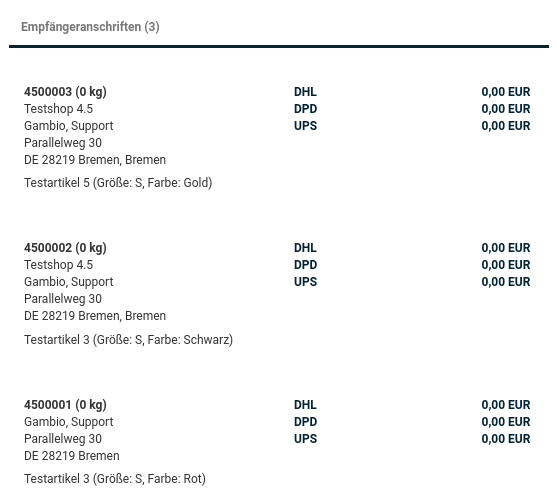 Empfängeranschriften (3)
4500003 (0 kg) DHL 0,00 EUR
Testshop 4.5 DPD 0,00 EUR
Gambio, Support UPS 0,00 EUR
Parallelweg 30
DE 28219 Bremen, Bremen
Testartikel 5 (Größe: S, Farbe: Gold)
4500002 (0 kg) DHL 0,00 EUR
Testshop 4.5 DPD 0,00 EUR
Gambio, Support UPS 0,00 EUR
Parallelweg 30
DE 28219 Bremen, Bremen
Testartikel 3 (Größe: S, Farbe: Schwarz)
4500001 (0 kg) DHL 0,00 EUR
Gambio, Support DPD 0,00 EUR
Parallelweg 30 UPS 0,00 EUR
DE 28219 Bremen
Testartikel 3 (Größe: S, Farbe: Rot)